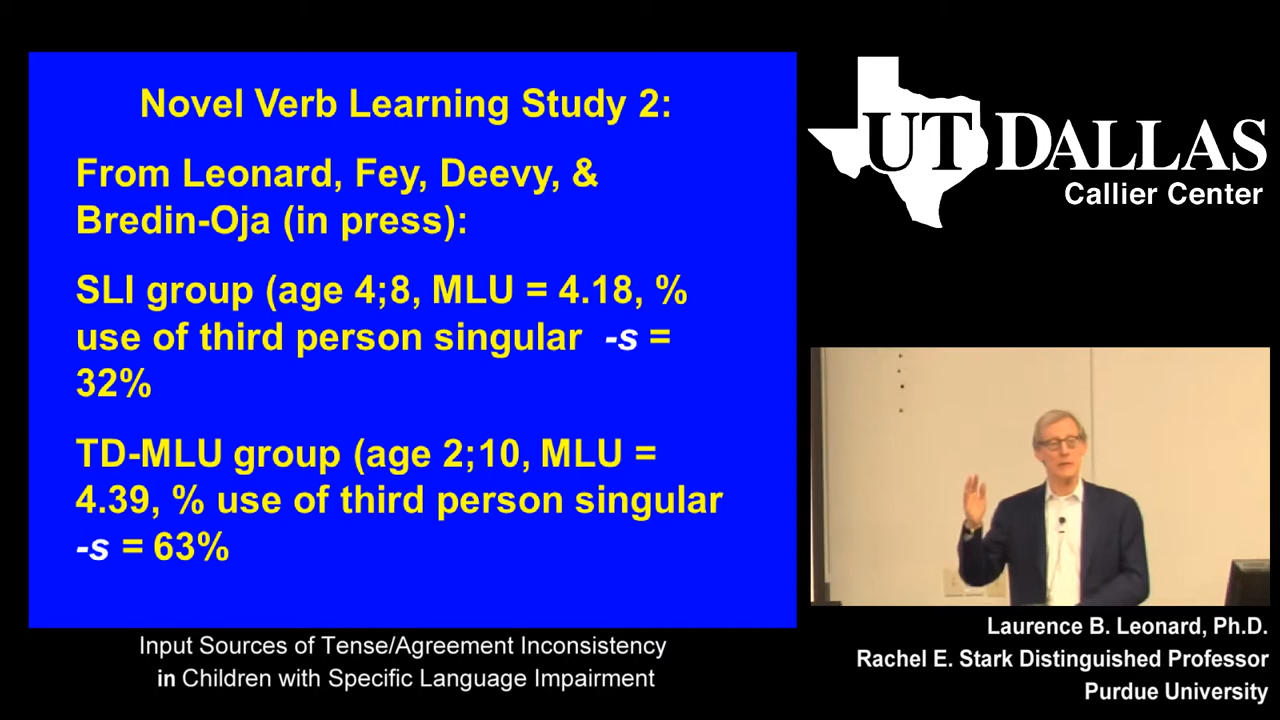 Novel Verb Learning Study 2:
From Leonard, Fey, Deevy, &
Bredin-Oja (in press):
SLI group (age 4;8, MLU = 4.18, %
use of third person singular -s =
32%
TD-MLU group (age 2;10, MLU =
4.39, % use of third person singular
-s = 63%
Input Sources of Tense/Agreement Inconsistency
in Children with Specific Language Impairment
UT DALLAS
Callier Center
Laurence B. Leonard, Ph.D.
Rachel E. Stark Distinguished Professor
Purdue University